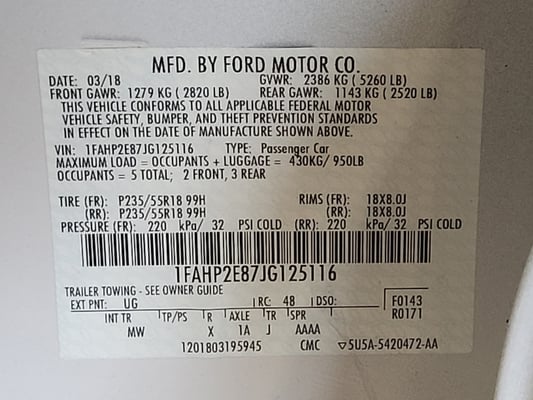 MFD. BY FORD MOTOR CO.
DATE: 03/18 GVWR: 2386 KG ( 5260 LB)
FRONT GAWR: 1279 KG ( 2820 LB) REAR GAWR: 1143 KG ( 2520 LB)
THIS VEHICLE CONFORMS TO ALL APPLICABLE FEDERAL MOTOR
VEHICLE SAFETY, BUMPER, AND THEFT PREVENTION STANDARDS
IN EFFECT ON THE DATE OF MANUFACTURE SHOWN ABOVE.
VIN: 1FAHP2E87JG125116 TYPE: Passenger Car
MAXIMUM LOAD = OCCUPANTS + LUGGAGE = 430KG/ 950LB
OCCUPANTS = 5 TOTAL; 2 FRONT, 3 REAR
TIRE (FR): P235/55R18 99H RIMS (FR): 18X8.0J
(RR): P235/55R18 99H (RR): 18X8.0J
PRESSURE (FR): 220 kPa/ 32 PSI COLD (RR): 220 kPa/ 32 PSI COLD
1FAHP2E87JG125116
TRAILER TOWING - SEE OWNER GUIDE
EXT PNT: UG RC: 48 DSO: F0143
R0171
INT TR TP/PS R AXLE TR SPR
MW X 1A J AAAA
1201803195945 CMC ▽5U5A-5420472-AA